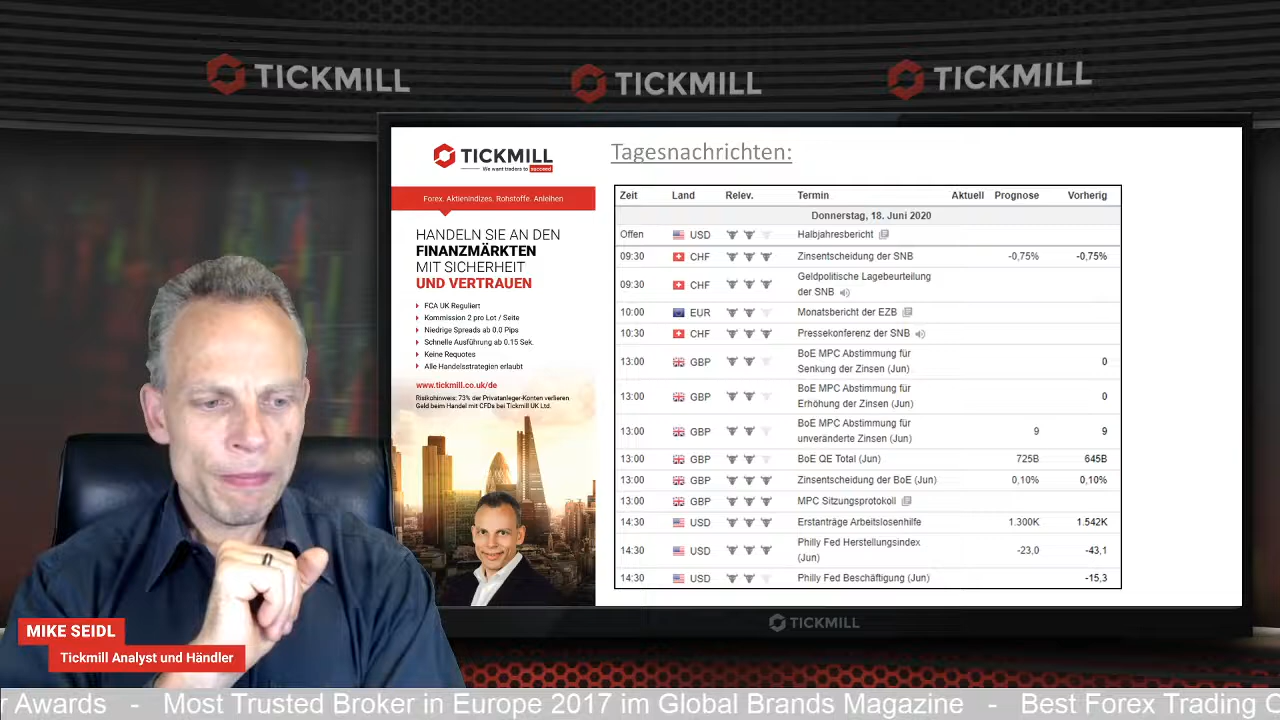 TICKMILL
TICKMILL
TICKMILL
TICKMILL
We want traders to succeed
Forex. Aktienindizes. Rohstoffe. Anleihen
HANDELN SIE AN DEN
FINANZMÄRKTEN
MIT SICHERHEIT
UND VERTRAUEN
FCA UK Reguliert
Kommission 2 pro Lot / Seite
Niedrige Spreads ab 0.0 Pips
Schnelle Ausführung ab 0.15 Sek.
Keine Requotes
Alle Handelsstrategien erlaubt
www.tickmill.co.uk/de
Risikohinweis: 73% der Privatanleger-Konten verlieren
Geld beim Handel mit CFDs bei Tickmill UK Ltd.
Tagesnachrichten:
Zeit Land Relev. Termin Aktuell Prognose Vorherig
Donnerstag, 18. Juni 2020
Offen USD Halbjahresbericht
09:30 CHF Zinsentscheidung der SNB -0,75% -0,75%
09:30 CHF Geldpolitische Lagebeurteilung
der SNB
10:00 EUR Monatsbericht der EZB
10:30 CHF Pressekonferenz der SNB
13:00 GBP BoE MPC Abstimmung für
Senkung der Zinsen (Jun) 0
13:00 GBP BoE MPC Abstimmung für
Erhöhung der Zinsen (Jun) 0
13:00 GBP BoE MPC Abstimmung für
unveränderte Zinsen (Jun) 9 9
13:00 GBP BoE QE Total (Jun) 725B 645B
13:00 GBP Zinsentscheidung der BoE (Jun) 0,10% 0,10%
13:00 GBP MPC Sitzungsprotokoll
14:30 USD Erstanträge Arbeitslosenhilfe 1.300K 1.542K
14:30 USD Philly Fed Herstellungsindex
(Jun) -23,0 -43,1
14:30 USD Philly Fed Beschäftigung (Jun) -15,3
TICKMILL
MIKE SEIDL
Tickmill Analyst und Händler
r Awards - Most Trusted Broker in Europe 2017 im Global Brands Magazine - Best Forex Trading C